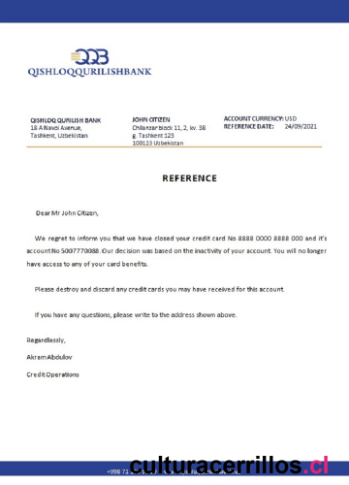 QQB
QISHLOQQURILISHBANK
QISHLOQ QURILISH BANK
18 A Navoi Avenue,
Tashkent, Uzbekistan
JOHN CITIZEN
Chilanzar block 11, 2, kv. 38
g. Tashkent 123
100123 Uzbekistan
ACCOUNT CURRENCY: USD
REFERENCE DATE: 24/09/2021
REFERENCE
Dear Mr John Citizen,
We regret to inform you that we have closed your credit card No 8888 0000 8888 000 and it's
account No 5007770088. Our decision was based on the inactivity of your account. You will no longer
have access to any of your card benefits.
Please destroy and discard any credit cards you may have received for this account.
If you have any questions, please write to the address shown above.
Regardlessly,
Akram Abdulov
Credit Operations
+998 71
culturacerrillos.cl